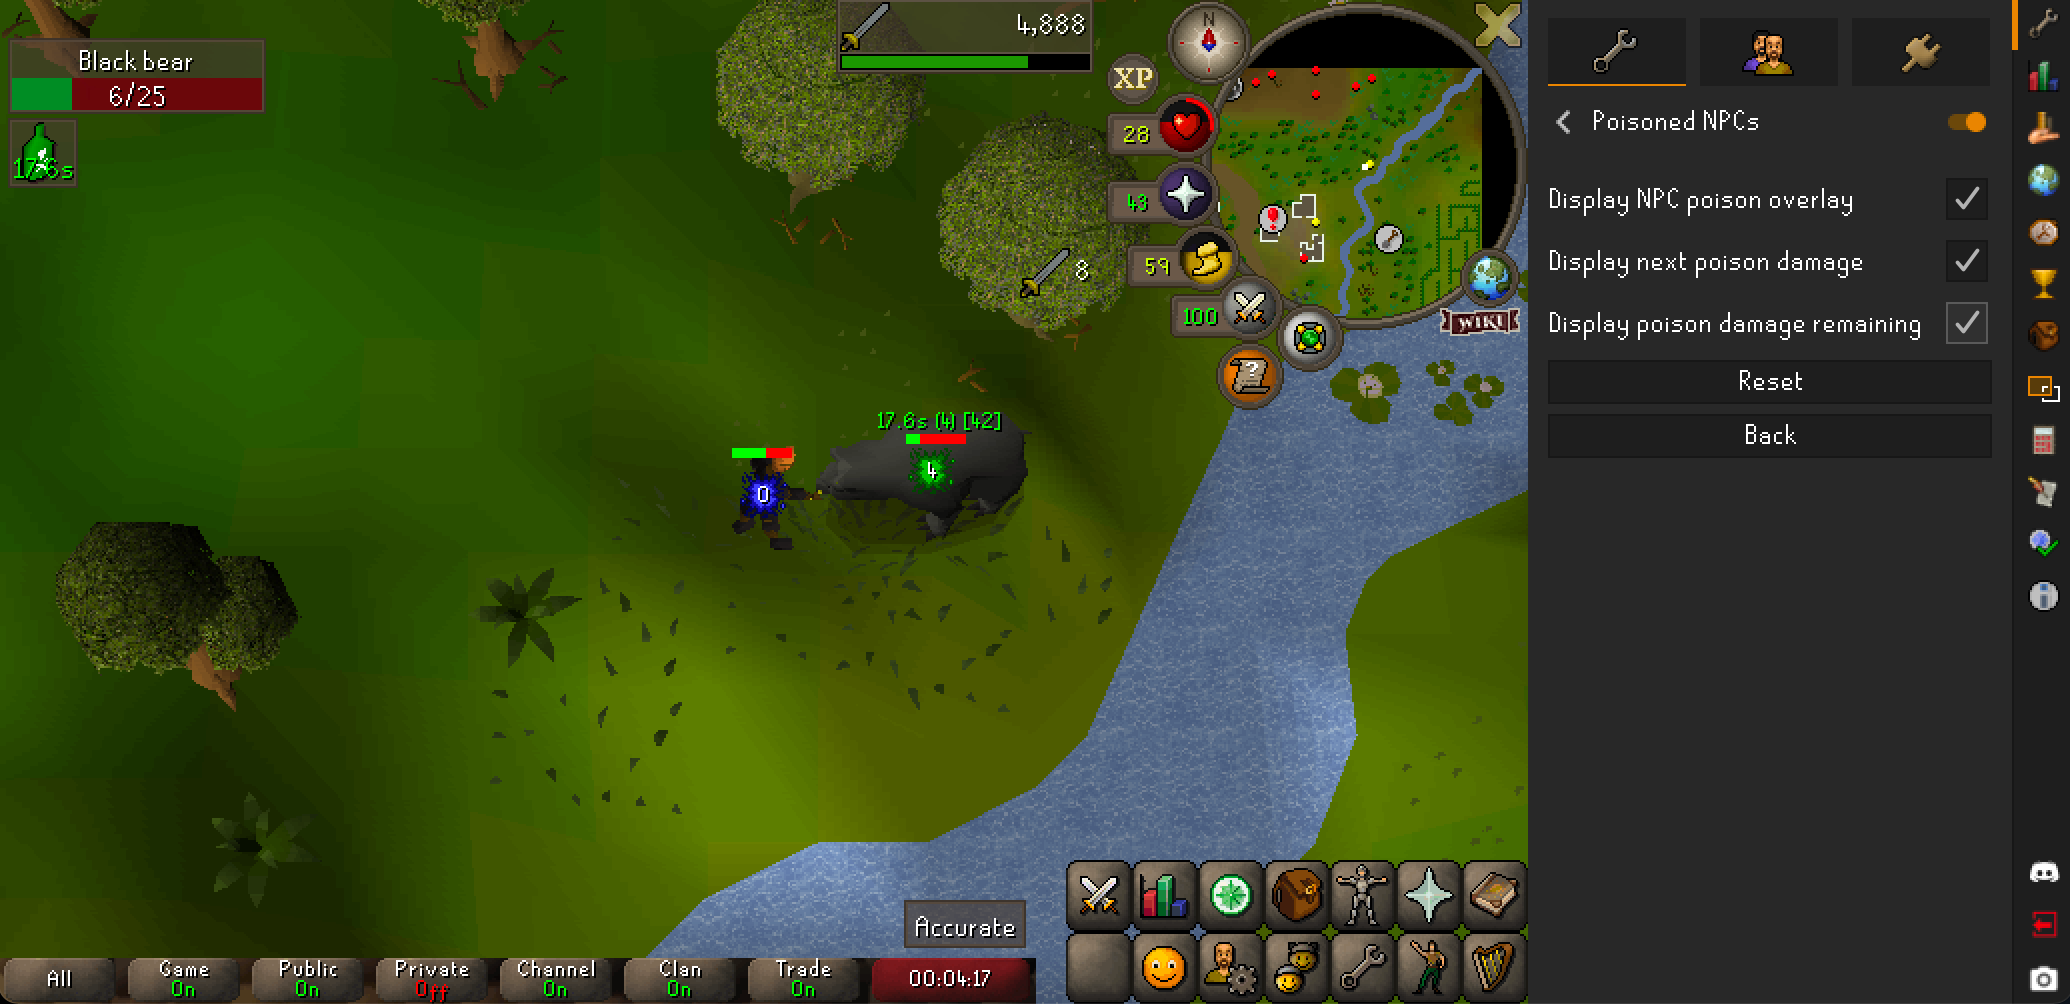 Black bear
6/25
17.6s
4,888
N
XP
28
43
59
100
WIKI
8
17.6s (4) [42]
4
0
Accurate
All
Game
On
Public
On
Private
Off
Channel
On
Clan
On
Trade
On
00:04:17
Poisoned NPCs
Display NPC poison overlay
Display next poison damage
Display poison damage remaining
Reset
Back